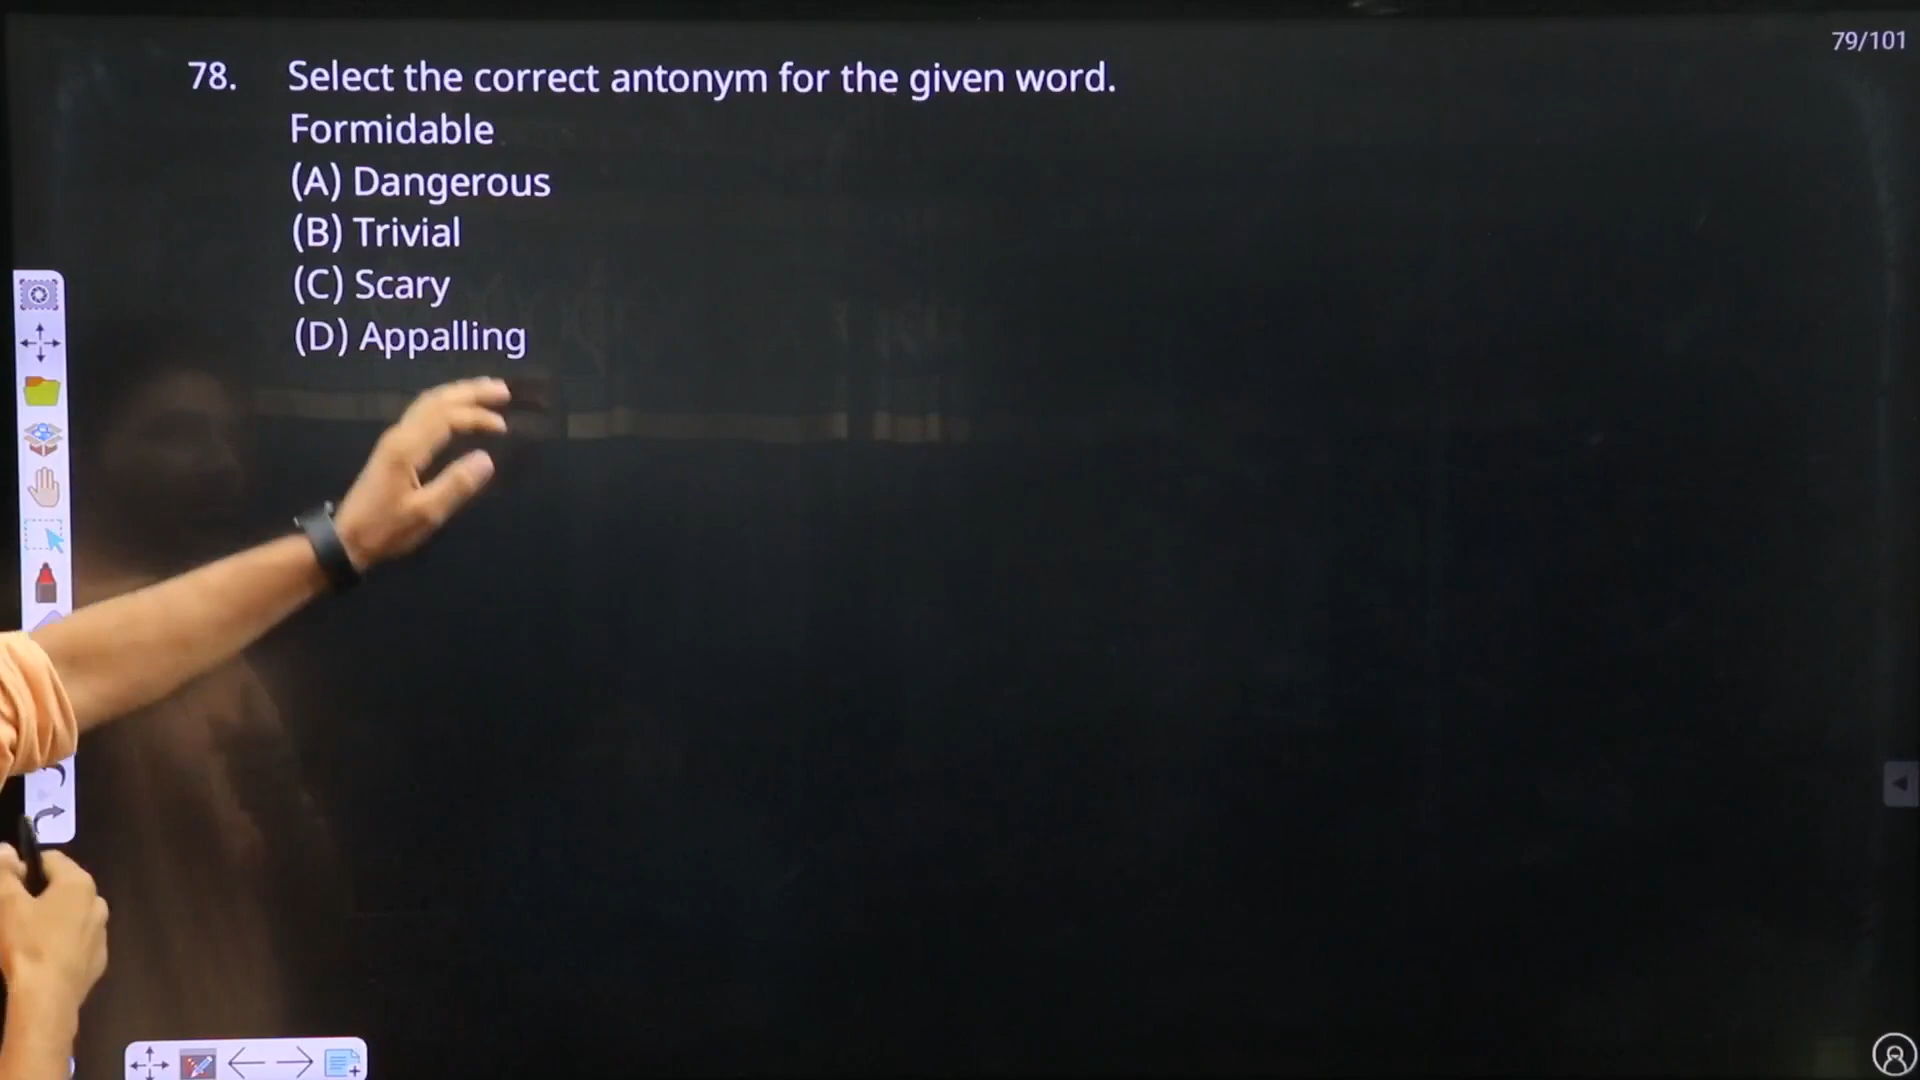 79/101
78. Select the correct antonym for the given word.
Formidable
(A) Dangerous
(B) Trivial
(C) Scary
(D) Appalling